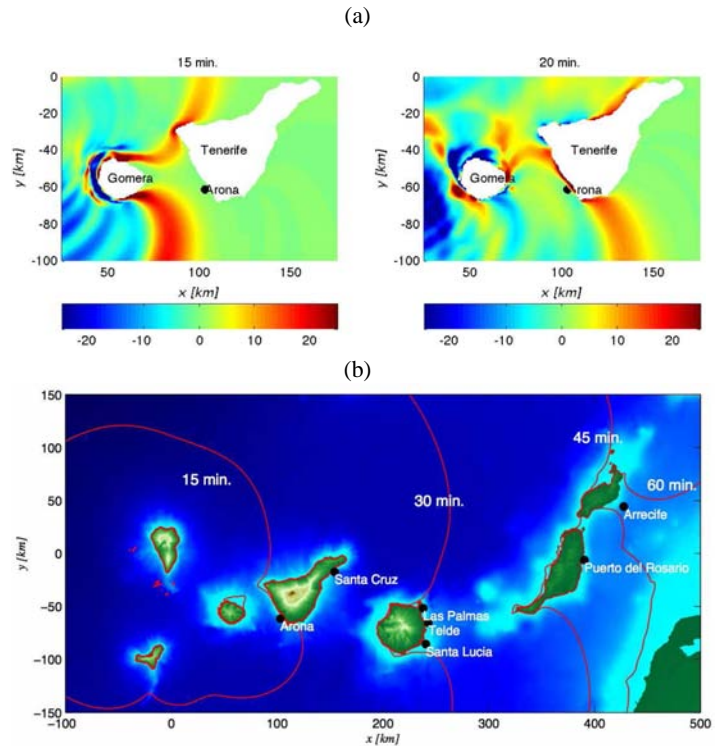 (a)
15 min.
20 min.
0
-20
-40
-60
-80
-100
y [km]
Gomera
Tenerife
Arona
50
100
150
x [km]
-20
-10
0
10
20
0
-20
-40
-60
-80
-100
y [km]
Gomera
Tenerife
Arona
50
100
150
x [km]
-20
-10
0
10
20
(b)
150
100
50
0
−50
−100
−150
y [km]
15 min.
30 min.
45 min.
60 min.
Arrecife
Puerto del Rosario
Santa Cruz
Las Palmas
Arona
Telde
Santa Lucia
−100
0
100
200
300
400
500
x [km]